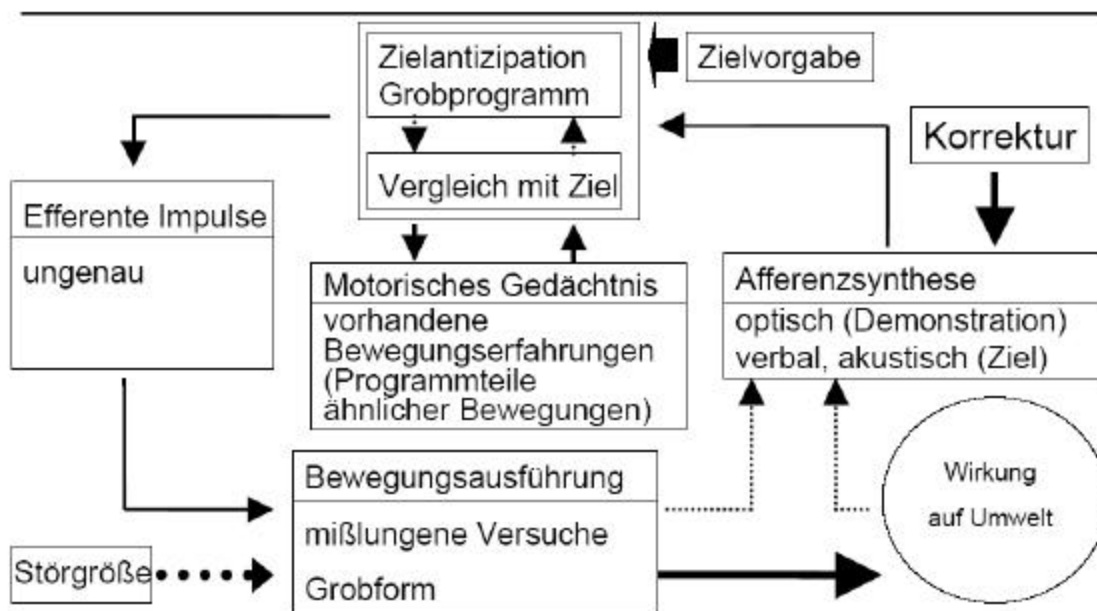 Zielantizipation
Grobprogramm
Zielvorgabe
Vergleich mit Ziel
Korrektur
Efferente Impulse
ungenau
Motorisches Gedächtnis
vorhandene
Bewegungserfahrungen
(Programmteile
ähnlicher Bewegungen)
Afferenzsynthese
optisch (Demonstration)
verbal, akustisch (Ziel)
Bewegungsausführung
mißlungene Versuche
Grobform
Störgröße
Wirkung
auf Umwelt